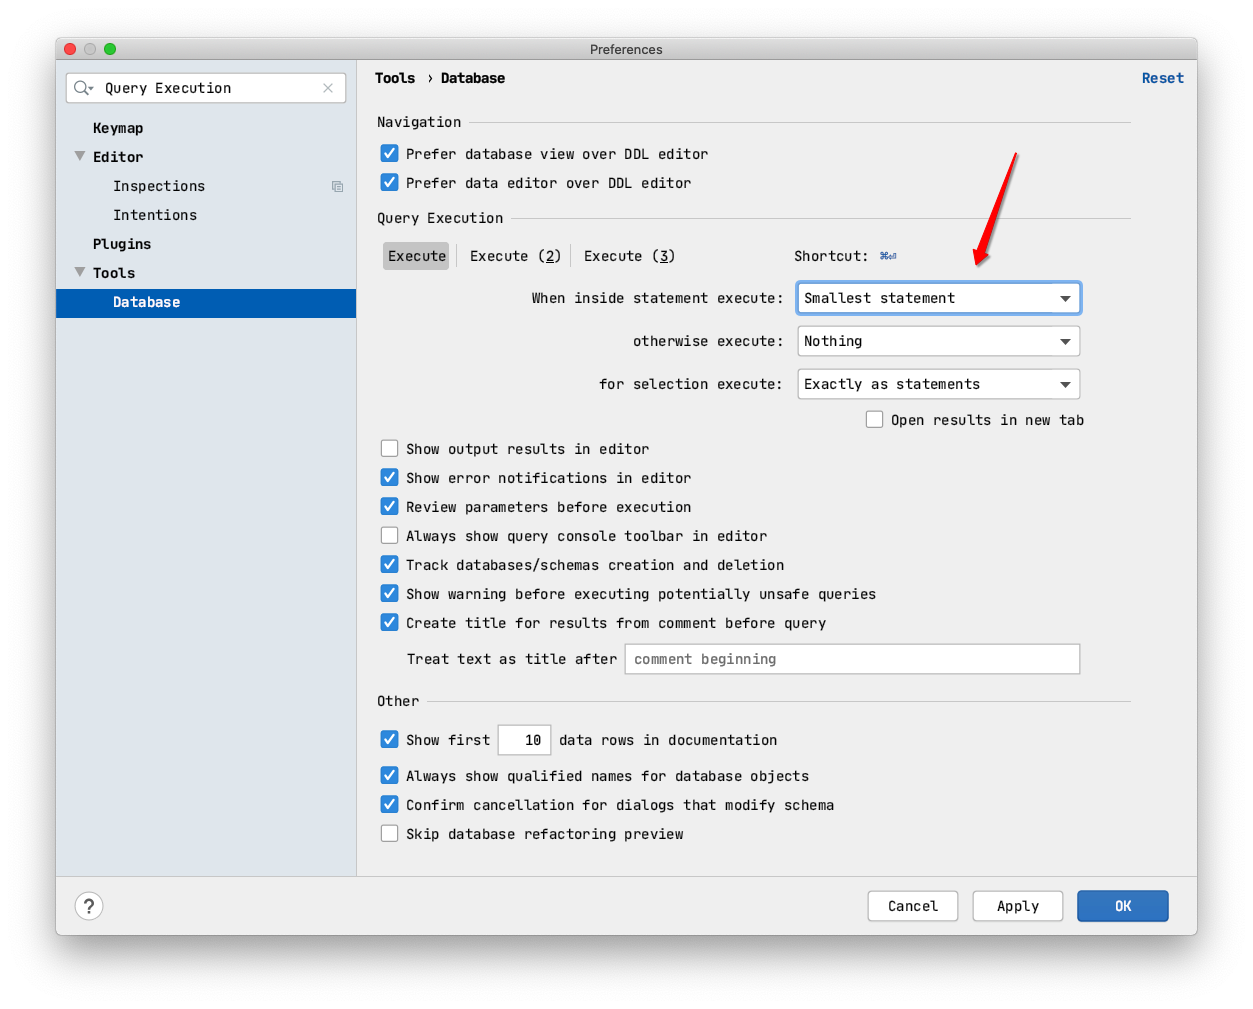 Preferences
Query Execution
Keymap
Editor
Inspections
Intentions
Plugins
Tools
Database
Tools › Database
Reset
Navigation
Prefer database view over DDL editor
Prefer data editor over DDL editor
Query Execution
Execute
Execute (2)
Execute (3)
Shortcut: ⌘⏎
When inside statement execute: Smallest statement
otherwise execute: Nothing
for selection execute: Exactly as statements
Open results in new tab
Show output results in editor
Show error notifications in editor
Review parameters before execution
Always show query console toolbar in editor
Track databases/schemas creation and deletion
Show warning before executing potentially unsafe queries
Create title for results from comment before query
Treat text as title after comment beginning
Other
Show first 10 data rows in documentation
Always show qualified names for database objects
Confirm cancellation for dialogs that modify schema
Skip database refactoring preview
?
Cancel
Apply
OK